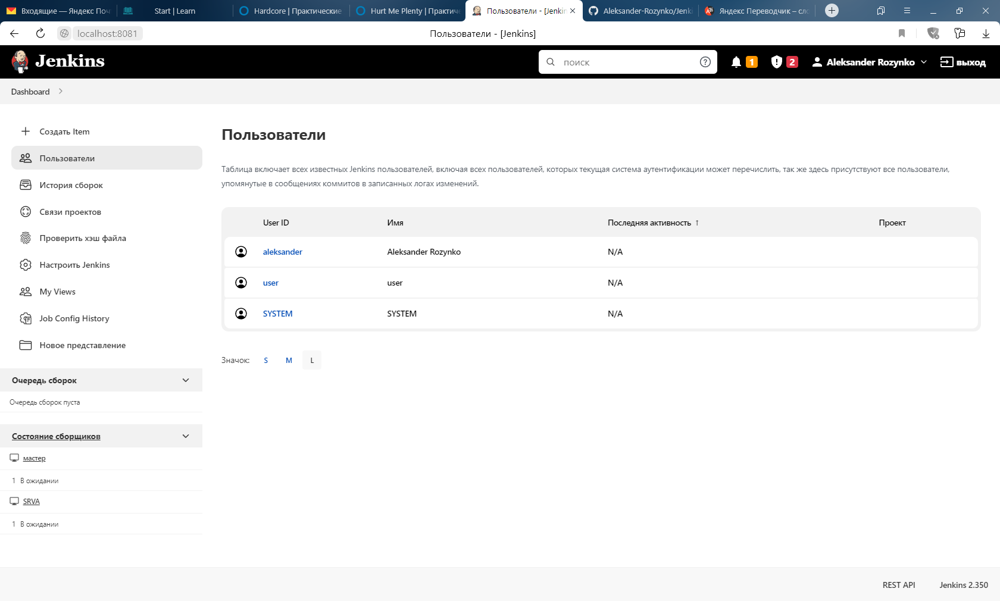 Входящие — Яндекс Поч
Start | Learn
Hardcore | Практические
Hurt Me Plenty | Практиче
Пользователи - [Jenkin
Aleksander-Rozynko/Jenki
Яндекс Переводчик – сло
localhost:8081
Пользователи - [Jenkins]
Jenkins
поиск
1
2
Aleksander Rozynko
выход
Dashboard
Создать Item
Пользователи
История сборок
Связи проектов
Проверить хэш файла
Настроить Jenkins
My Views
Job Config History
Новое представление
Очередь сборок
Очередь сборок пуста
Состояние сборщиков
мастер
1 В ожидании
SRVA
1 В ожидании
Пользователи
Таблица включает всех известных Jenkins пользователей, включая всех пользователей, которых текущая система аутентификации может перечислить, так же здесь присутствуют все пользователи,
упомянутые в сообщениях коммитов в записанных логах изменений.
User ID Имя Последняя активность ↑ Проект
aleksander Aleksander Rozynko N/A
user user N/A
SYSTEM SYSTEM N/A
Значок: S M L
REST API Jenkins 2.350